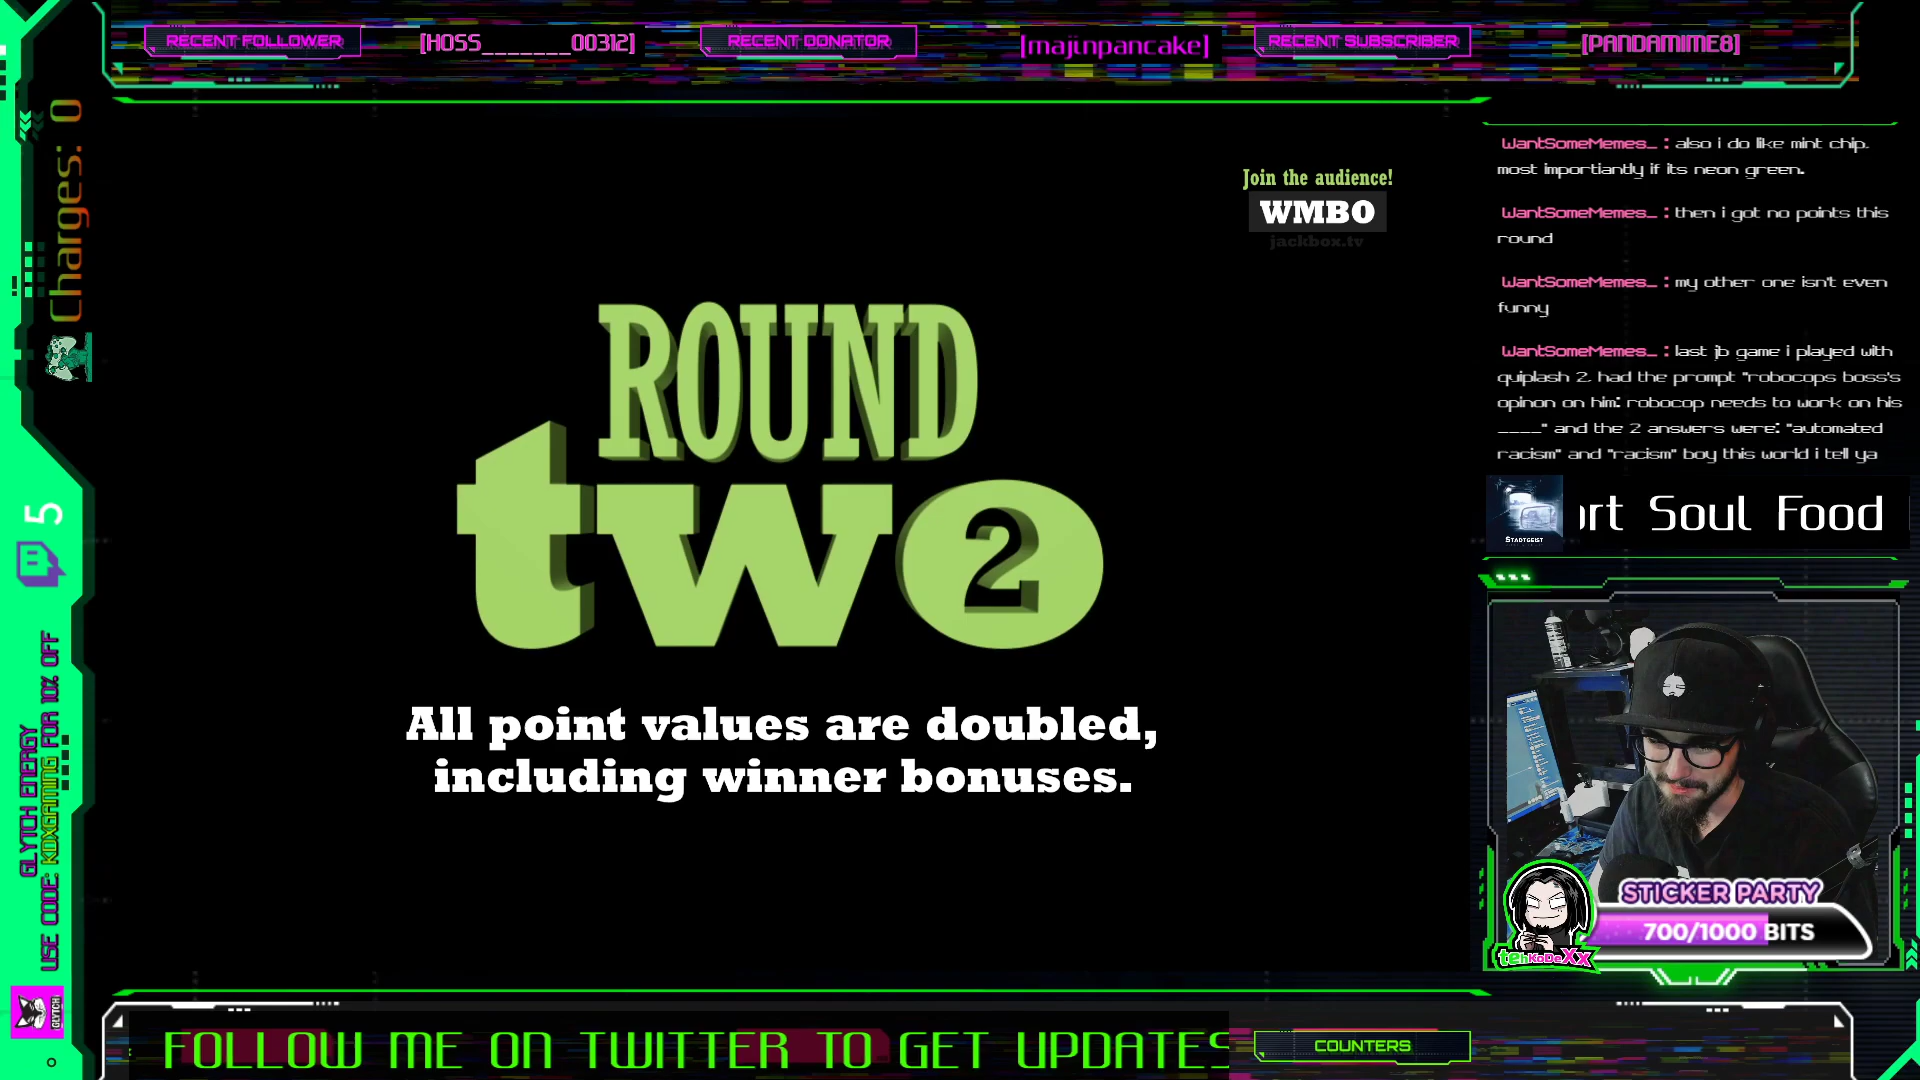 RECENT FOLLOWER
[HOSS_______00312]
RECENT DONATOR
[majinpancake]
RECENT SUBSCRIBER
[PANDAMIME8]
Charges: 0
5
GLYTCH ENERGY
USE CODE: KDXGAMING FOR 10% OFF
GLYTCH
Join the audience!
WMBO
jackbox.tv
ROUND
twO
2
All point values are doubled,
including winner bonuses.
WantSomeMemes_ : also i do like mint chip.
most importiantly if its neon green.
WantSomeMemes_ : then i got no points this
round
WantSomeMemes_ : my other one isn't even
funny
WantSomeMemes_ : last jb game i played with
quiplash 2, had the prompt "robocops boss's
opinon on him: robocop needs to work on his
____" and the 2 answers were: "automated
racism" and "racism" boy this world i tell ya
STADTGEIST
ort Soul Food
STICKER PARTY
700/1000 BITS
tehKoDeXx
FOLLOW ME ON TWITTER TO GET UPDATES
COUNTERS